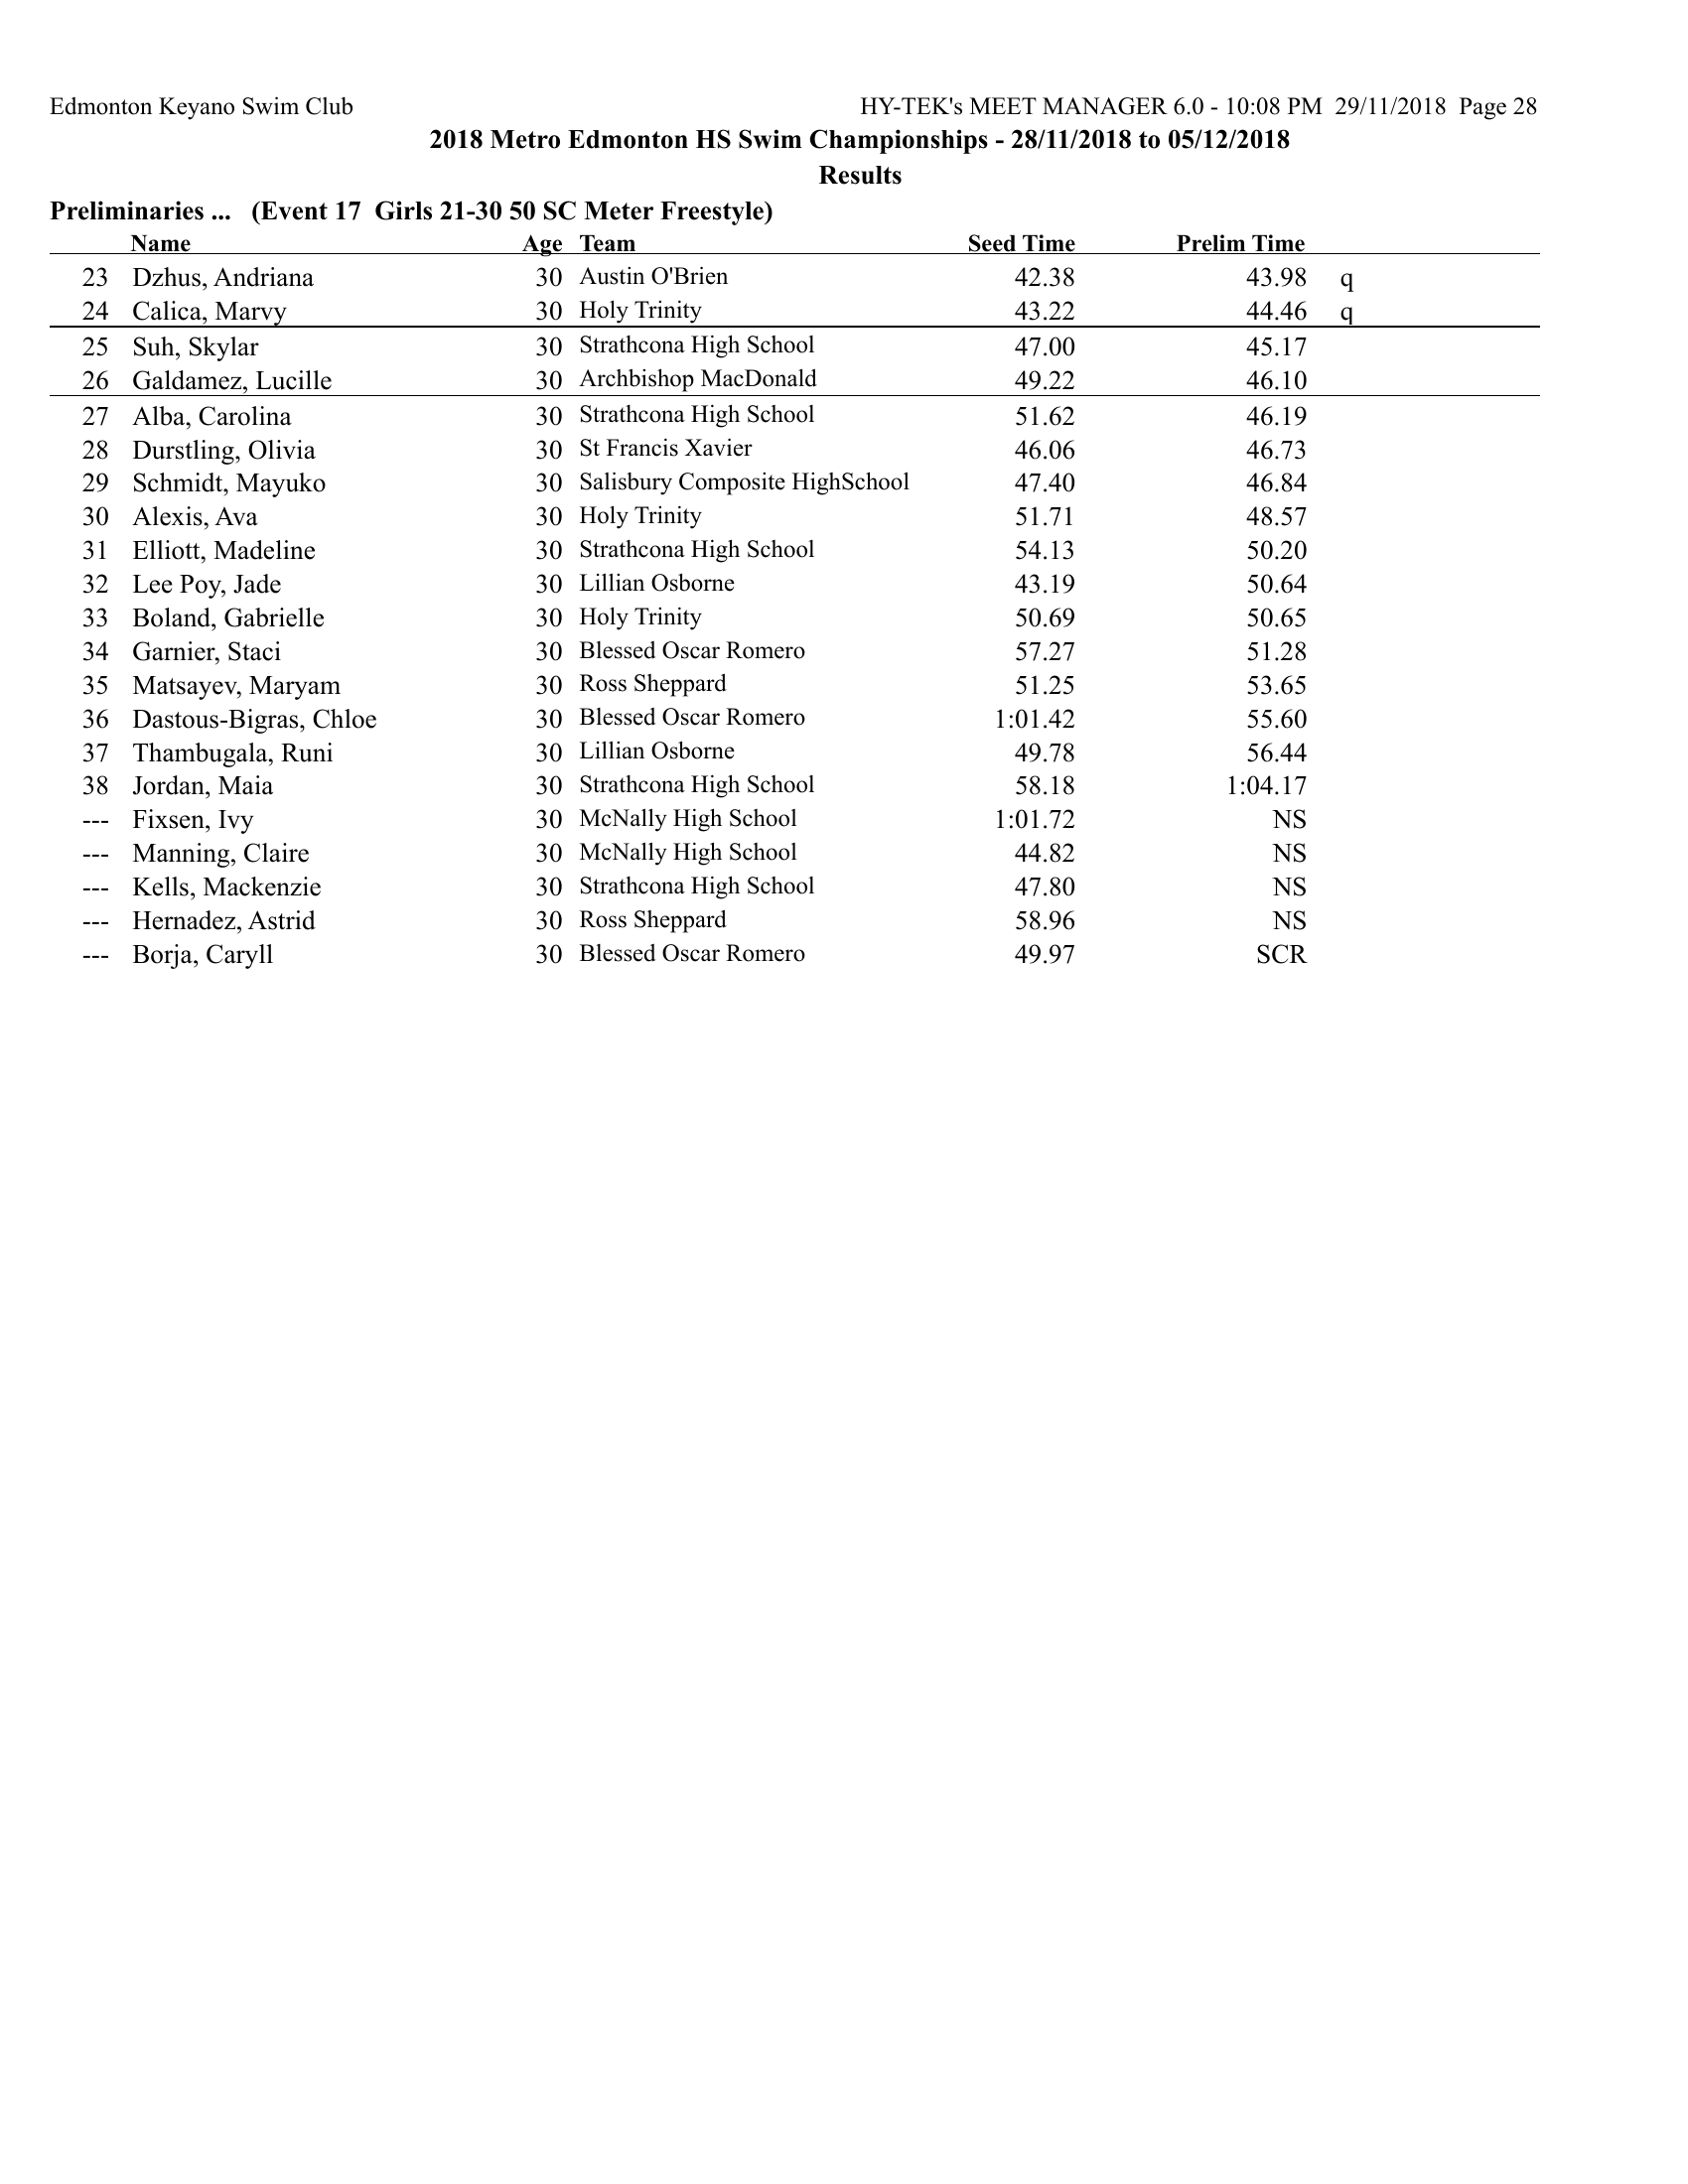 Edmonton Keyano Swim Club HY-TEK's MEET MANAGER 6.0 - 10:08 PM 29/11/2018 Page 28
2018 Metro Edmonton HS Swim Championships - 28/11/2018 to 05/12/2018
Results
Preliminaries ... (Event 17 Girls 21-30 50 SC Meter Freestyle)
Name Age Team Seed Time Prelim Time
23 Dzhus, Andriana 30 Austin O'Brien 42.38 43.98 q
24 Calica, Marvy 30 Holy Trinity 43.22 44.46 q
25 Suh, Skylar 30 Strathcona High School 47.00 45.17
26 Galdamez, Lucille 30 Archbishop MacDonald 49.22 46.10
27 Alba, Carolina 30 Strathcona High School 51.62 46.19
28 Durstling, Olivia 30 St Francis Xavier 46.06 46.73
29 Schmidt, Mayuko 30 Salisbury Composite HighSchool 47.40 46.84
30 Alexis, Ava 30 Holy Trinity 51.71 48.57
31 Elliott, Madeline 30 Strathcona High School 54.13 50.20
32 Lee Poy, Jade 30 Lillian Osborne 43.19 50.64
33 Boland, Gabrielle 30 Holy Trinity 50.69 50.65
34 Garnier, Staci 30 Blessed Oscar Romero 57.27 51.28
35 Matsayev, Maryam 30 Ross Sheppard 51.25 53.65
36 Dastous-Bigras, Chloe 30 Blessed Oscar Romero 1:01.42 55.60
37 Thambugala, Runi 30 Lillian Osborne 49.78 56.44
38 Jordan, Maia 30 Strathcona High School 58.18 1:04.17
--- Fixsen, Ivy 30 McNally High School 1:01.72 NS
--- Manning, Claire 30 McNally High School 44.82 NS
--- Kells, Mackenzie 30 Strathcona High School 47.80 NS
--- Hernadez, Astrid 30 Ross Sheppard 58.96 NS
--- Borja, Caryll 30 Blessed Oscar Romero 49.97 SCR